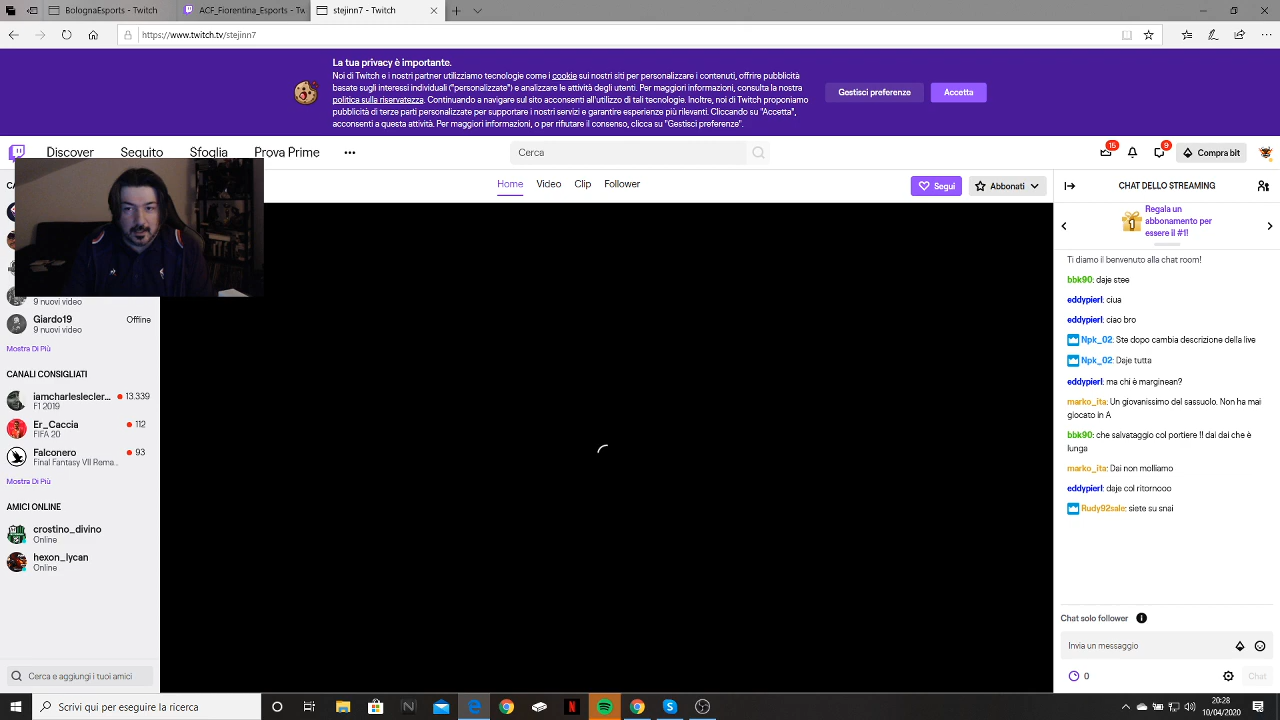 BolognaSports - Twitch
ACF_Fiorentina_Esports - Tw
stejinn7 - Twitch
https://www.twitch.tv/stejinn7
La tua privacy è importante.
Noi di Twitch e i nostri partner utilizziamo tecnologie come i cookie sui nostri siti per personalizzare i contenuti, offrire pubblicità
basate sugli interessi individuali ("personalizzate") e analizzare le attività degli utenti. Per maggiori informazioni, consulta la nostra
politica sulla riservatezza. Continuando a navigare sul sito acconsenti all'utilizzo di tali tecnologie. Inoltre, noi di Twitch proponiamo
pubblicità di terze parti personalizzate per supportare i nostri servizi e garantire esperienze più rilevanti. Cliccando su "Accetta",
acconsenti a questa attività. Per maggiori informazioni, o per rifiutare il consenso, clicca su "Gestisci preferenze".
Gestisci preferenze
Accetta
Discover Seguito Sfoglia Prova Prime
Cerca
15
9
Compra bit
Home Video Clip Follower
Segui
Abbonati
CHAT DELLO STREAMING
Regala un
abbonamento per
essere il #1!
1
9 nuovi video
Giardo19 Offline
9 nuovi video
Mostra Di Più
CANALI CONSIGLIATI
iamcharleslecler... 13.339
F1 2019
Er_Caccia 112
FIFA 20
Falconero 93
Final Fantasy VII Rema...
Mostra Di Più
AMICI ONLINE
crostino_divino
Online
hexon_lycan
Online
Cerca e aggiungi i tuoi amici
Ti diamo il benvenuto alla chat room!
bbk90: daje stee
eddypierl: ciua
eddypierl: ciao bro
Npk_02: Ste dopo cambia descrizione della live
Npk_02: Daje tutta
eddypierl: ma chi è marginean?
marko_ita: Un giovanissimo del sassuolo. Non ha mai
giocato in A
bbk90: che salvataggio col portiere !! dai dai che è
lunga
marko_ita: Dai non molliamo
eddypierl: daje col ritornooo
Rudy92sale: siete su snai
Chat solo follower
Invia un messaggio
0
Chat
Scrivi qui per eseguire la ricerca
20:28
10/04/2020